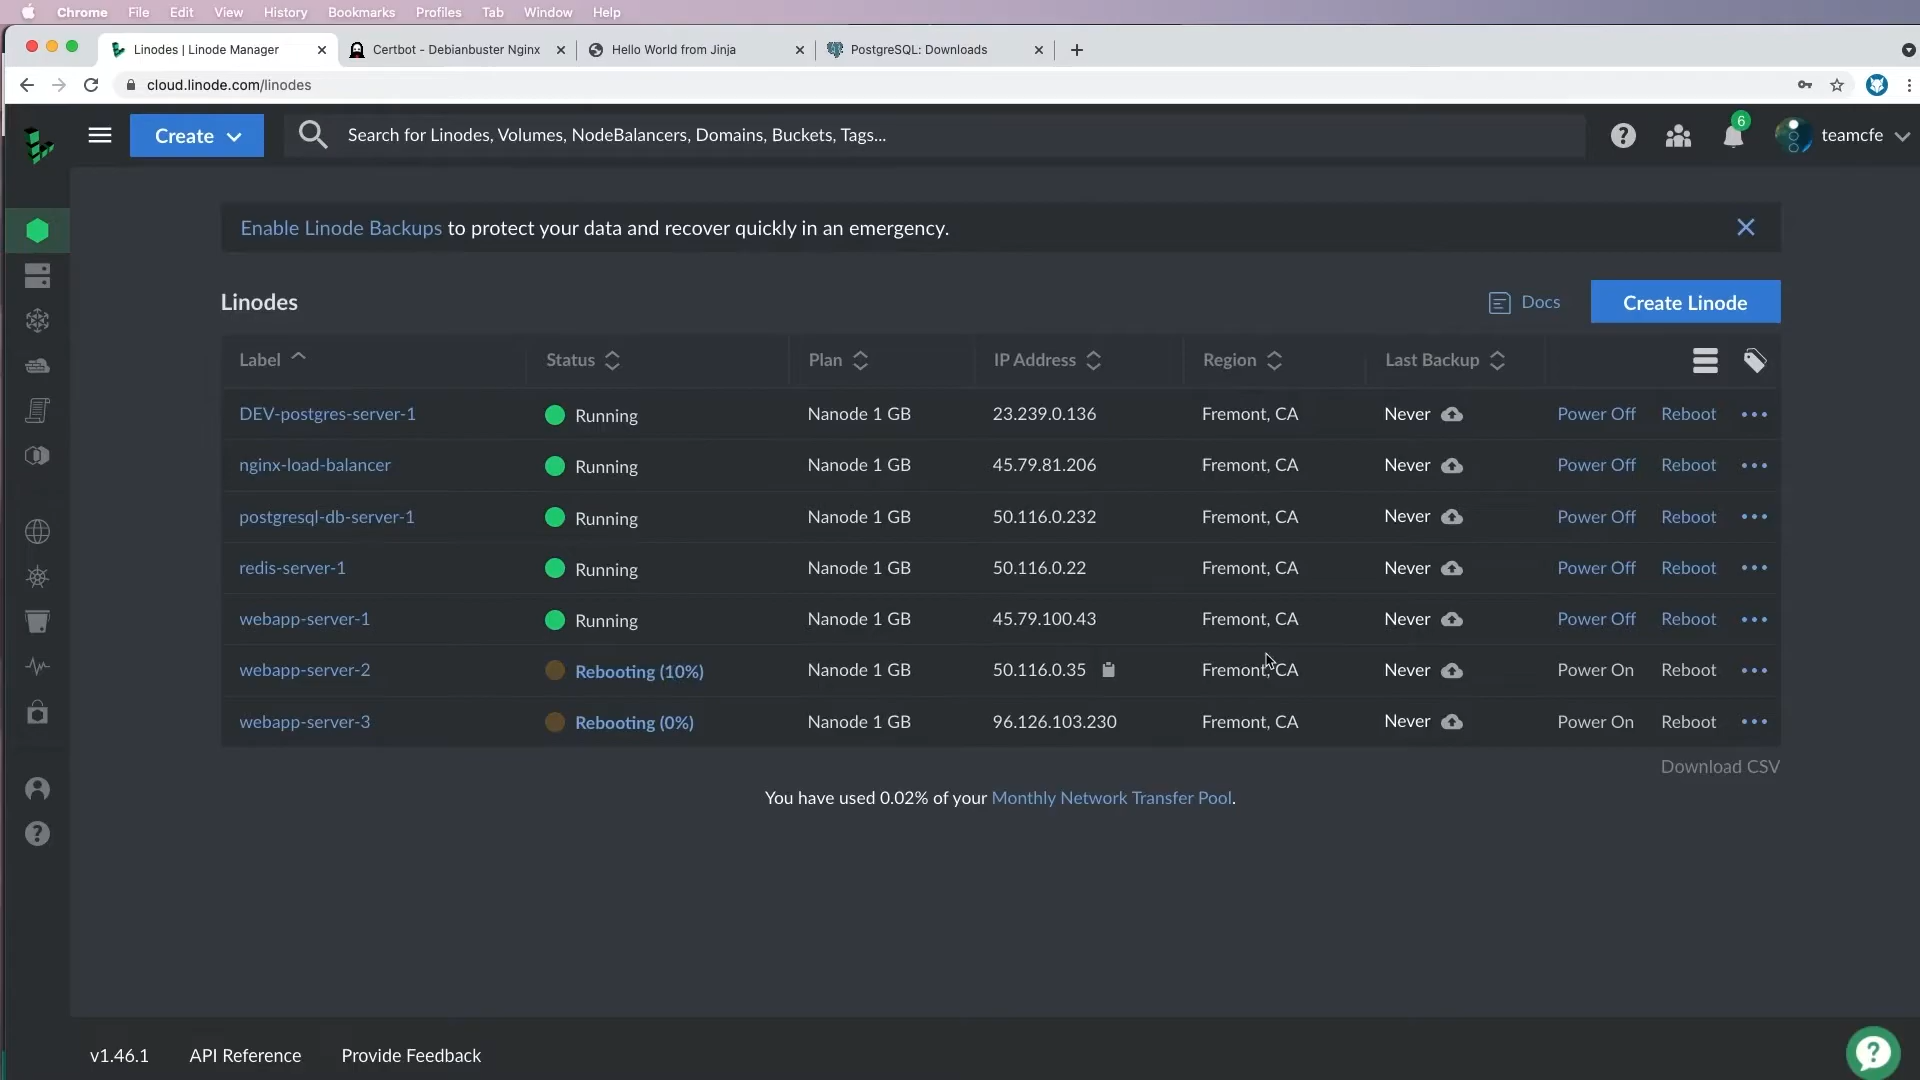 Chrome File Edit View History Bookmarks Profiles Tab Window Help
Linodes | Linode Manager Certbot - Debianbuster Nginx Hello World from Jinja PostgreSQL: Downloads
cloud.linode.com/linodes
Create Search for Linodes, Volumes, NodeBalancers, Domains, Buckets, Tags... 6 teamcfe
Enable Linode Backups to protect your data and recover quickly in an emergency.
Linodes Docs Create Linode
Label Status Plan IP Address Region Last Backup
DEV-postgres-server-1 Running Nanode 1 GB 23.239.0.136 Fremont, CA Never Power Off Reboot
nginx-load-balancer Running Nanode 1 GB 45.79.81.206 Fremont, CA Never Power Off Reboot
postgresql-db-server-1 Running Nanode 1 GB 50.116.0.232 Fremont, CA Never Power Off Reboot
redis-server-1 Running Nanode 1 GB 50.116.0.22 Fremont, CA Never Power Off Reboot
webapp-server-1 Running Nanode 1 GB 45.79.100.43 Fremont, CA Never Power Off Reboot
webapp-server-2 Rebooting (10%) Nanode 1 GB 50.116.0.35 Fremont, CA Never Power On Reboot
webapp-server-3 Rebooting (0%) Nanode 1 GB 96.126.103.230 Fremont, CA Never Power On Reboot
Download CSV
You have used 0.02% of your Monthly Network Transfer Pool.
v1.46.1 API Reference Provide Feedback